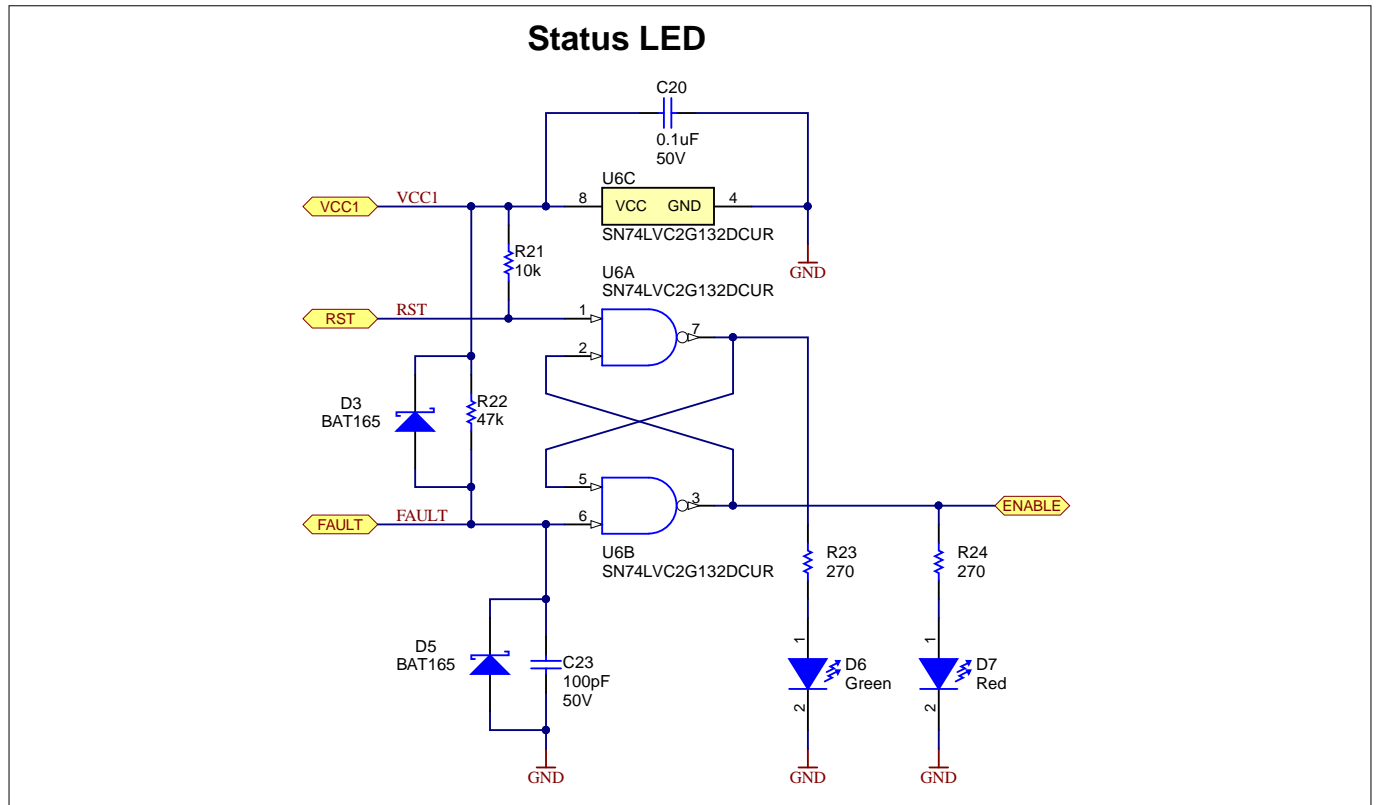 Status LED
C20
0.1uF
50V
U6C
VCC1
VCC1
8
VCC
GND
4
SN74LVC2G132DCUR
R21
10k
GND
U6A
SN74LVC2G132DCUR
RST
RST
1
2
7
D3
BAT165
R22
47k
5
6
3
FAULT
FAULT
ENABLE
U6B
SN74LVC2G132DCUR
R23
270
R24
270
D5
BAT165
C23
100pF
50V
1
2
D6
Green
1
2
D7
Red
GND
GND
GND